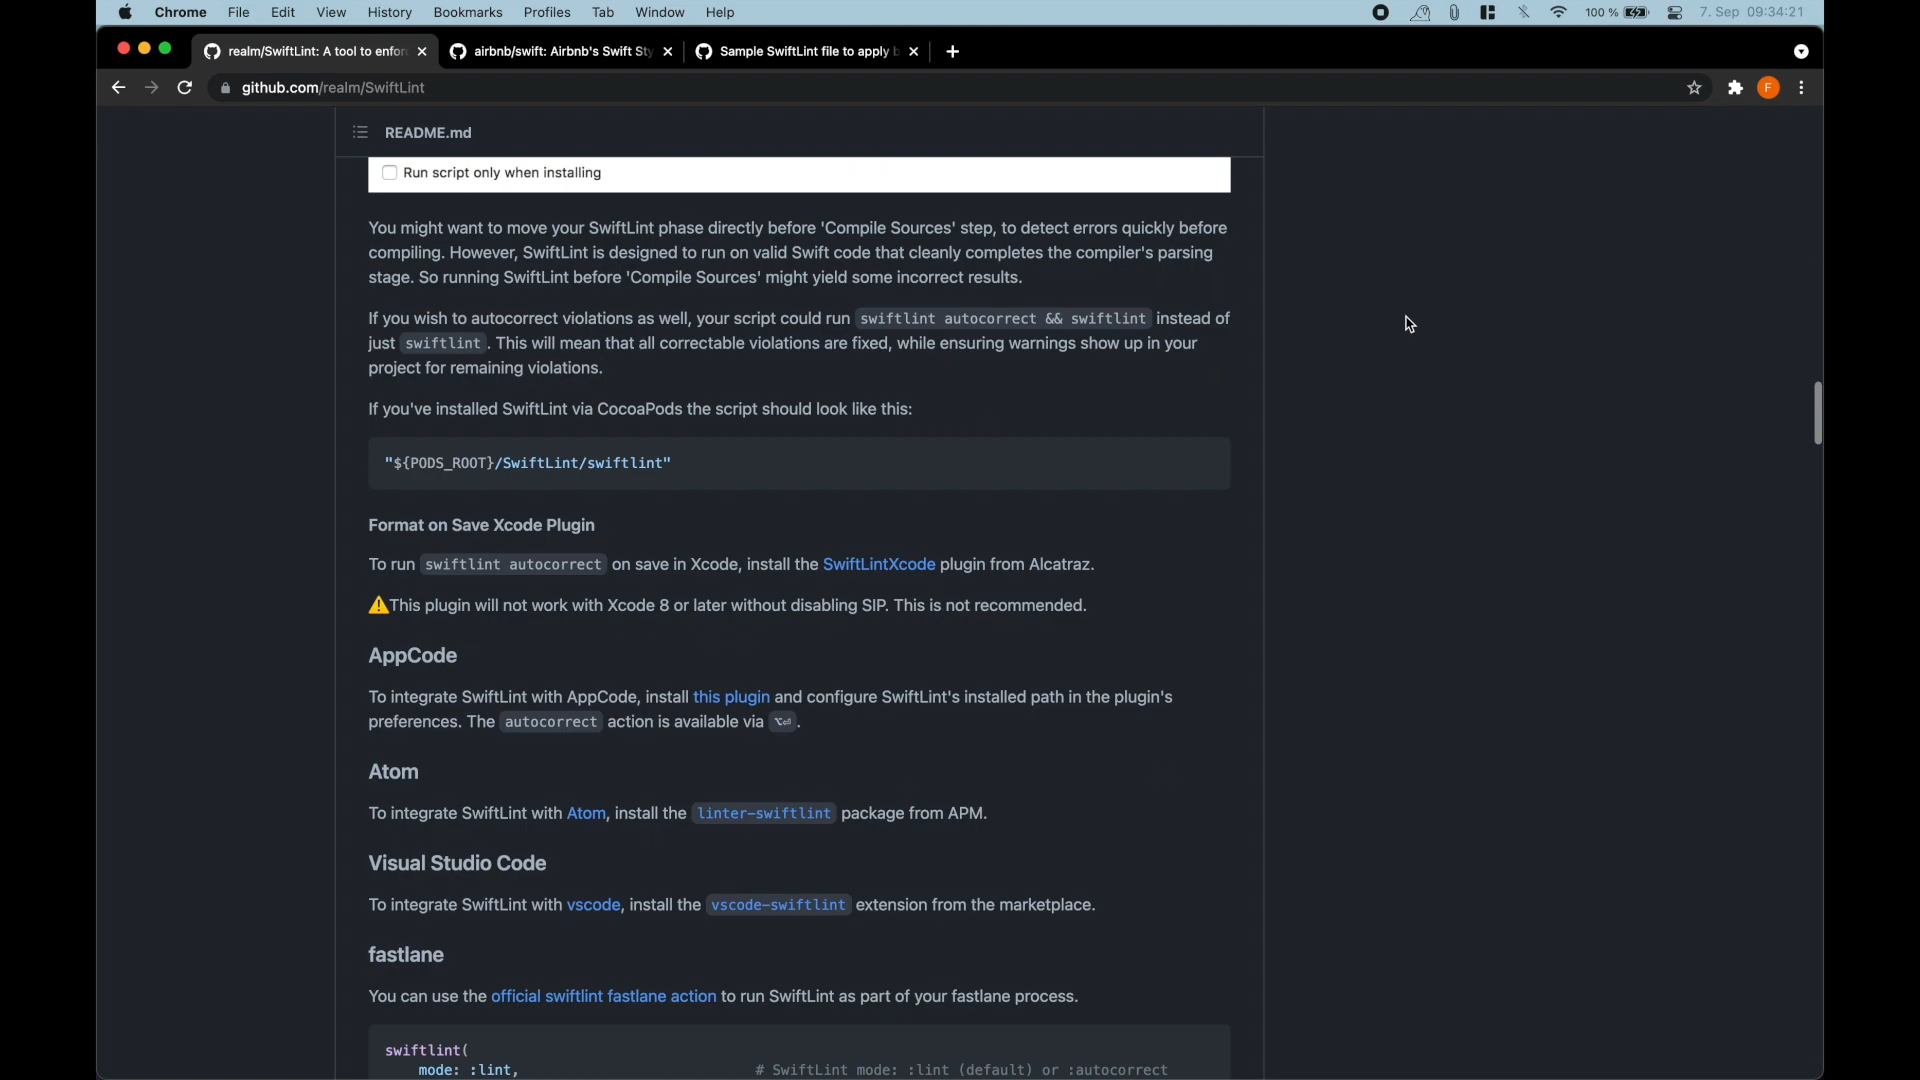 Chrome File Edit View History Bookmarks Profiles Tab Window Help 100 % 7. Sep 09:34:21
realm/SwiftLint: A tool to enfor airbnb/swift: Airbnb's Swift Sty Sample SwiftLint file to apply b
github.com/realm/SwiftLint F
README.md
Run script only when installing
You might want to move your SwiftLint phase directly before 'Compile Sources' step, to detect errors quickly before
compiling. However, SwiftLint is designed to run on valid Swift code that cleanly completes the compiler's parsing
stage. So running SwiftLint before 'Compile Sources' might yield some incorrect results.
If you wish to autocorrect violations as well, your script could run swiftlint autocorrect && swiftlint instead of
just swiftlint . This will mean that all correctable violations are fixed, while ensuring warnings show up in your
project for remaining violations.
If you've installed SwiftLint via CocoaPods the script should look like this:
"${PODS_ROOT}/SwiftLint/swiftlint"
Format on Save Xcode Plugin
To run swiftlint autocorrect on save in Xcode, install the SwiftLintXcode plugin from Alcatraz.
⚠️This plugin will not work with Xcode 8 or later without disabling SIP. This is not recommended.
AppCode
To integrate SwiftLint with AppCode, install this plugin and configure SwiftLint's installed path in the plugin's
preferences. The autocorrect action is available via ⌥⏎ .
Atom
To integrate SwiftLint with Atom, install the linter-swiftlint package from APM.
Visual Studio Code
To integrate SwiftLint with vscode, install the vscode-swiftlint extension from the marketplace.
fastlane
You can use the official swiftlint fastlane action to run SwiftLint as part of your fastlane process.
swiftlint(
mode: :lint, # SwiftLint mode: :lint (default) or :autocorrect